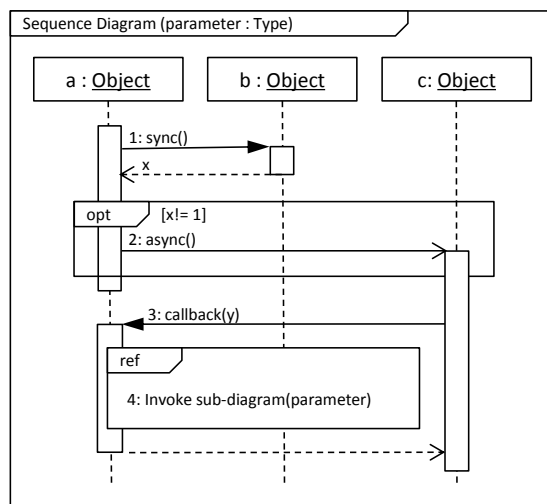 Sequence Diagram (parameter : Type)
a : Object
b : Object
c: Object
1: sync()
x
opt
[x!= 1]
2: async()
3: callback(y)
ref
4: Invoke sub-diagram(parameter)